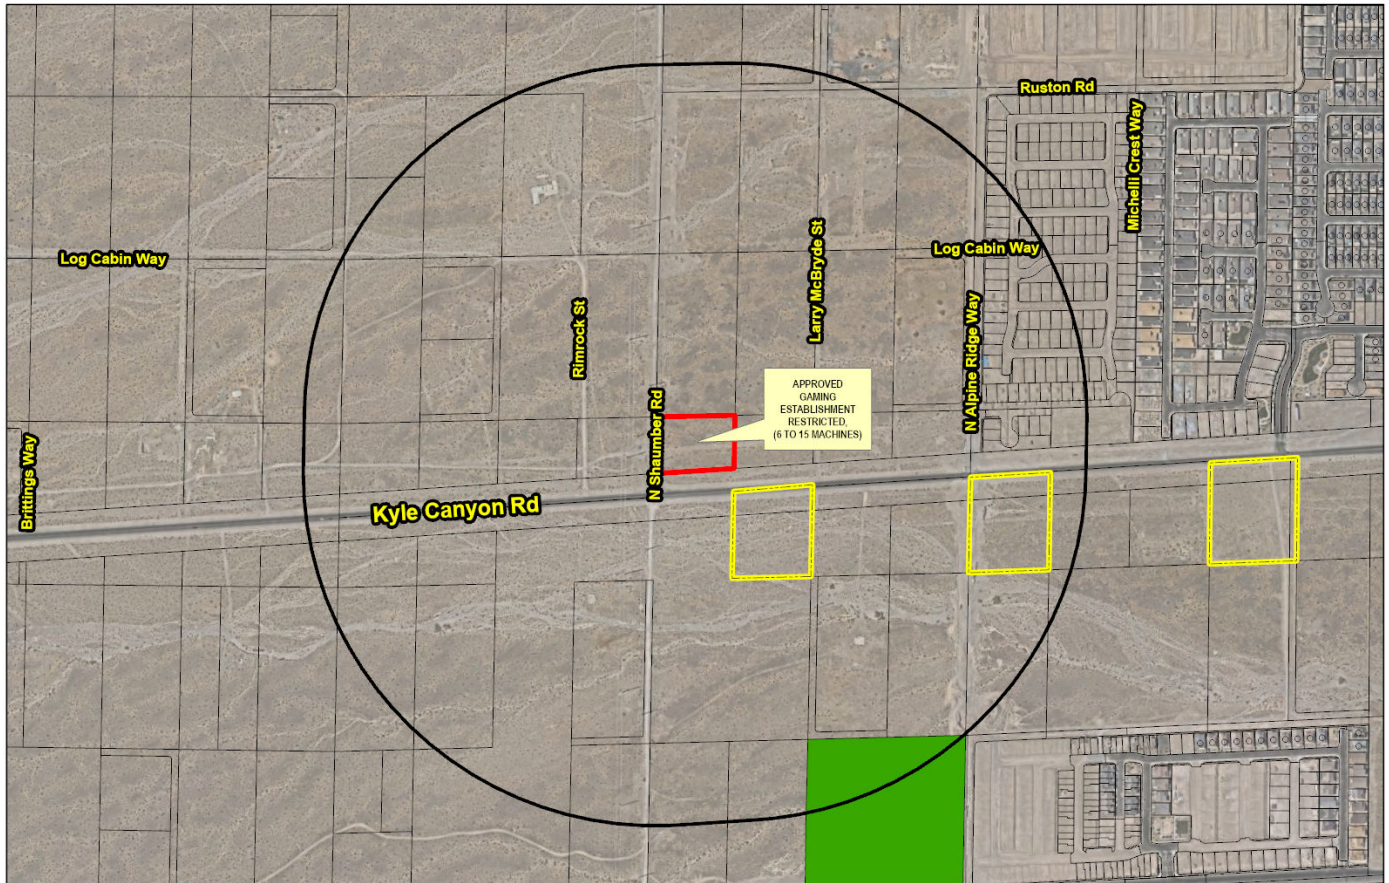 Ruston Rd
Michelli Crest Way
Log Cabin Way
Larry McBryde St
Log Cabin Way
Rimrock St
N Alpine Ridge Way
APPROVED
GAMING
ESTABLISHMENT
RESTRICTED,
(6 TO 15 MACHINES)
N Shaumber Rd
Brittings Way
Kyle Canyon Rd